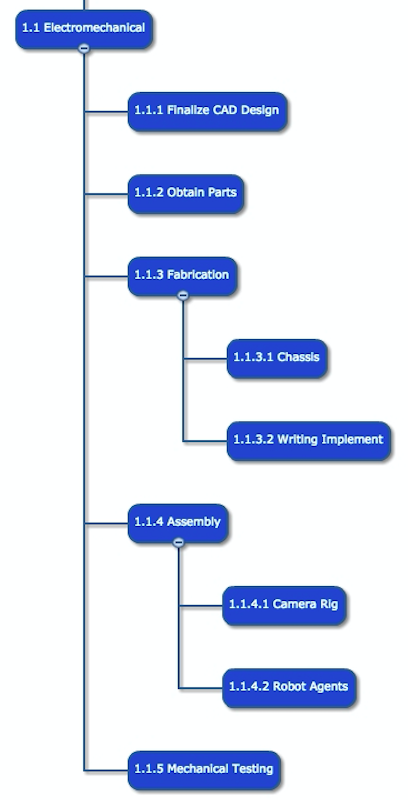 1.1 Electromechanical
1.1.1 Finalize CAD Design
1.1.2 Obtain Parts
1.1.3 Fabrication
1.1.3.1 Chassis
1.1.3.2 Writing Implement
1.1.4 Assembly
1.1.4.1 Camera Rig
1.1.4.2 Robot Agents
1.1.5 Mechanical Testing